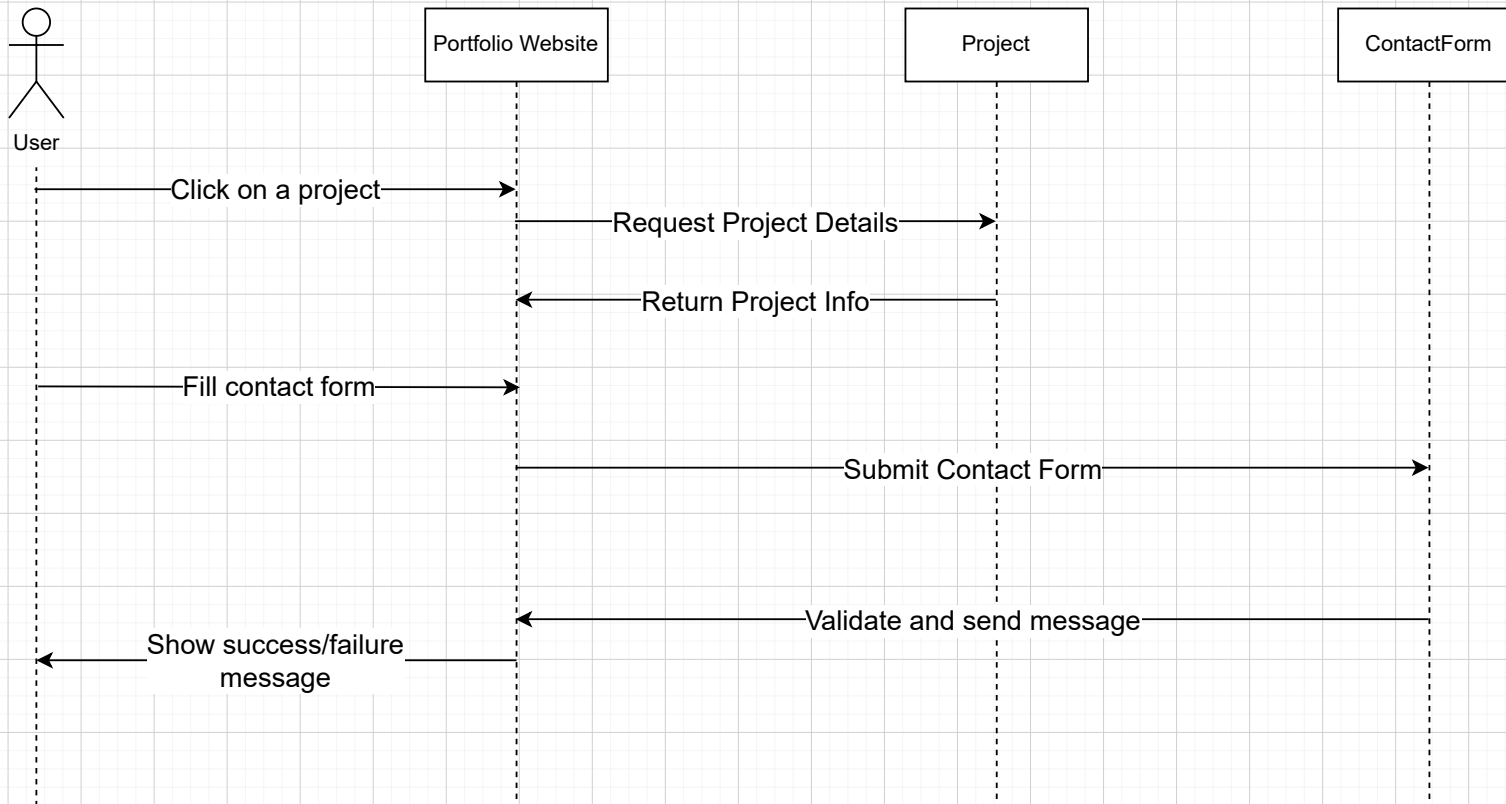 Portfolio Website
Project
ContactForm
User
Click on a project
Request Project Details
Return Project Info
Fill contact form
Submit Contact Form
Validate and send message
Show success/failure
message